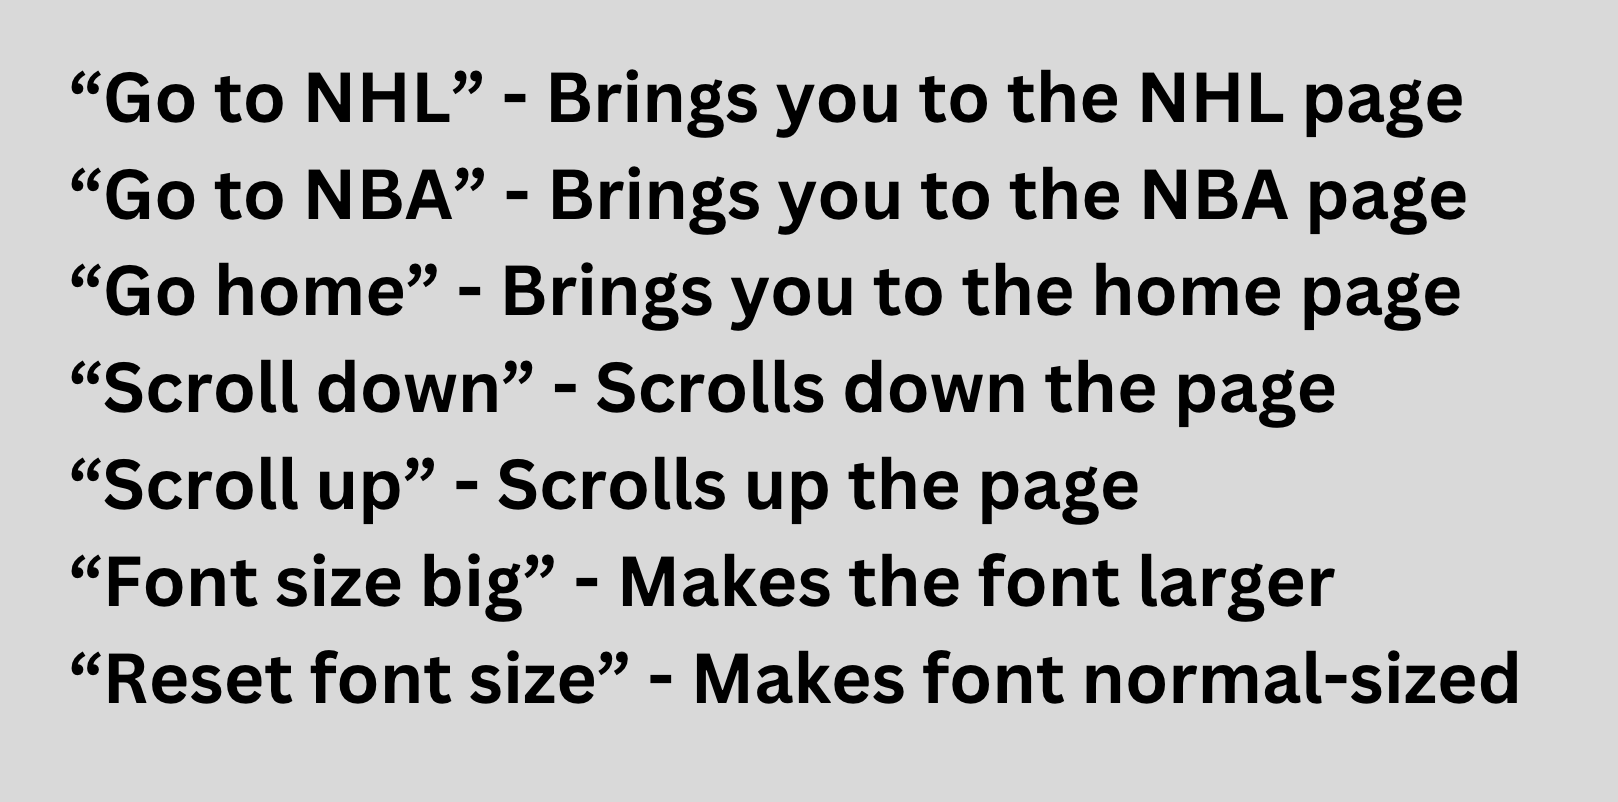 “Go to NHL” - Brings you to the NHL page
“Go to NBA” - Brings you to the NBA page
“Go home” - Brings you to the home page
“Scroll down” - Scrolls down the page
“Scroll up” - Scrolls up the page
“Font size big” - Makes the font larger
“Reset font size” - Makes font normal-sized